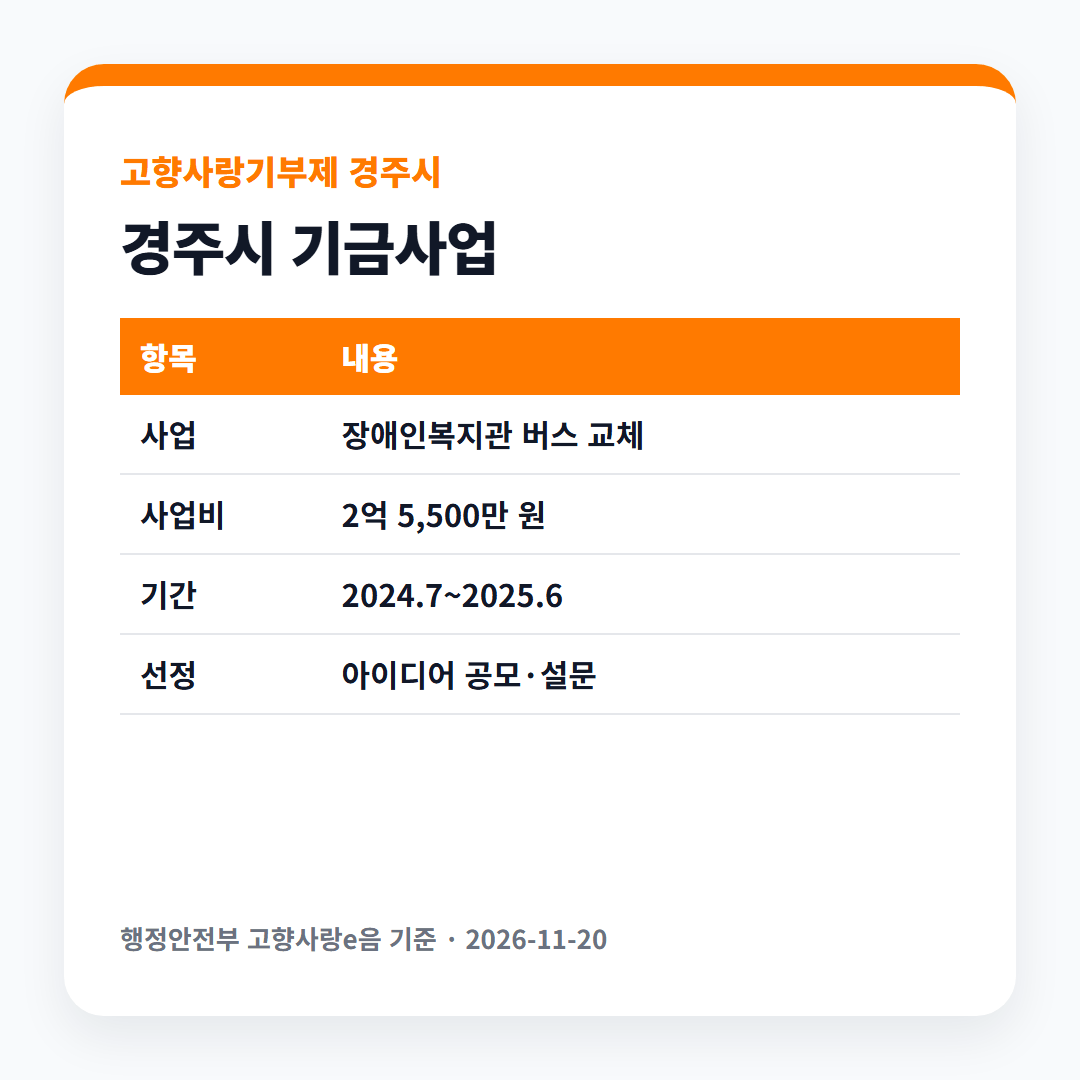 고향사랑기부제 경주시
경주시 기금사업
항목 내용
사업 장애인복지관 버스 교체
사업비 2억 5,500만 원
기간 2024.7~2025.6
선정 아이디어 공모·설문
행정안전부 고향사랑e음 기준 · 2026-11-20